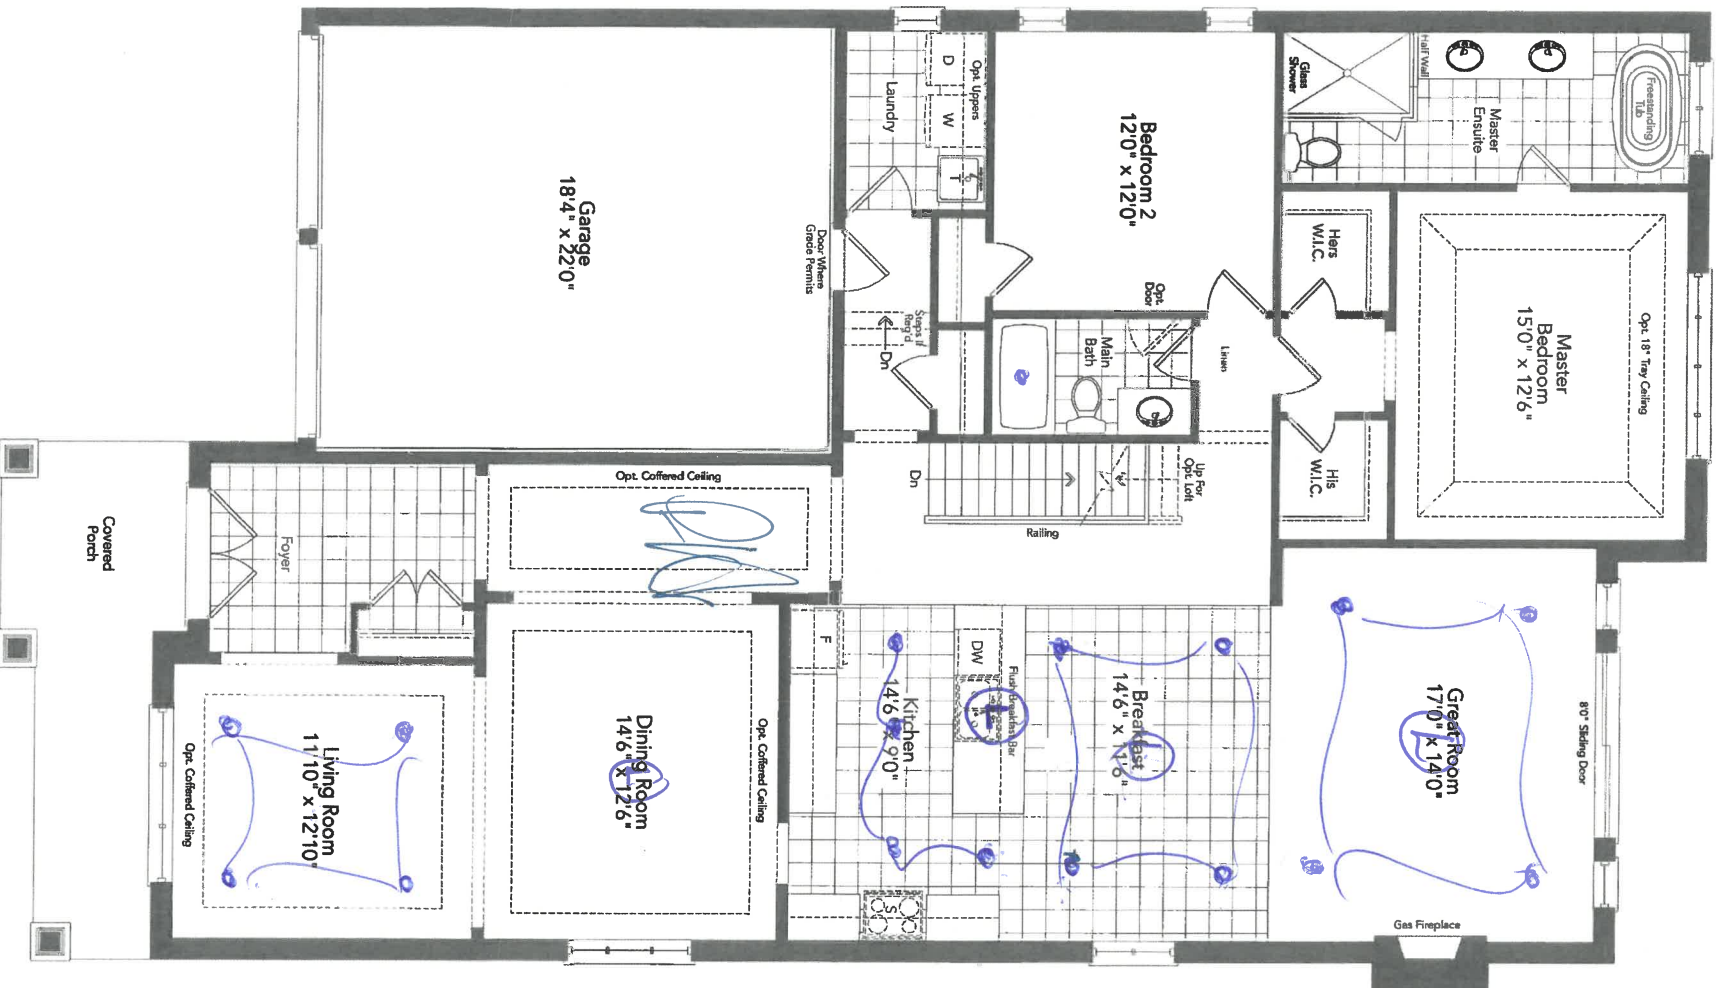 Garage
18'4" x 22'0"
Door Where
Grade Permits
Laundry
D
W
T
Opt. Uppers
Bedroom 2
12'0" x 12'0"
Opt.
Door
Glass
Shower
Half Wall
Master
Ensuite
Freestanding
Tub
Hers
W.I.C.
Opt 18" Tray Ceiling
Master
Bedroom
15'0" x 12'6"
Steps If
Req'd
Dn
Main
Bath
Linen
His
W.I.C.
Dn
Up For
Opt. Loft
Railing
Covered
Porch
Foyer
Opt. Coffered Ceiling
F
DW
Flush Breakfast Bar
Kitchen
14'6" x 9'0"
Breakfast
14'6" x 11'6"
Great Room
17'0" x 14'0"
8'0" Sliding Door
Gas Fireplace
S
Dining Room
14'6" x 12'6"
Opt. Coffered Ceiling
Living Room
11'10" x 12'10"
Opt. Coffered Ceiling